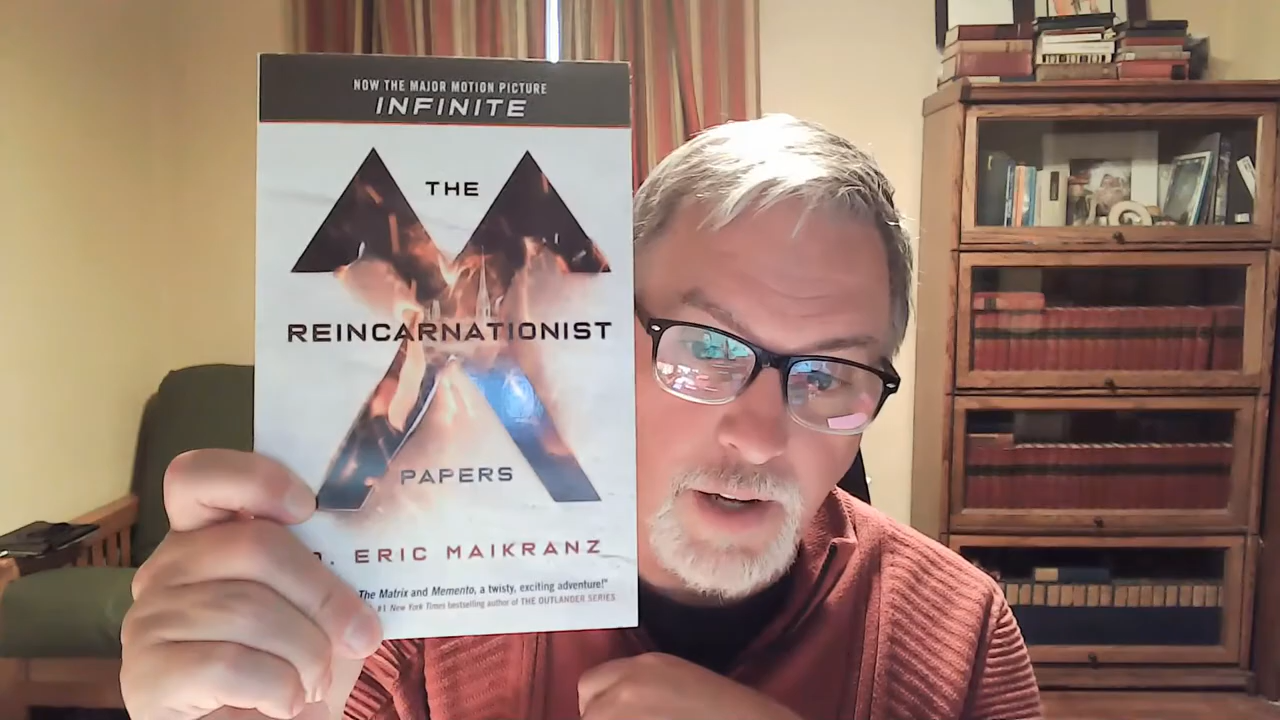 NOW THE MAJOR MOTION PICTURE
INFINITE
THE
REINCARNATIONIST
PAPERS
. ERIC MAIKRANZ
The Matrix and Memento, a twisty, exciting adventure!"
#1 New York Times bestselling author of THE OUTLANDER SERIES